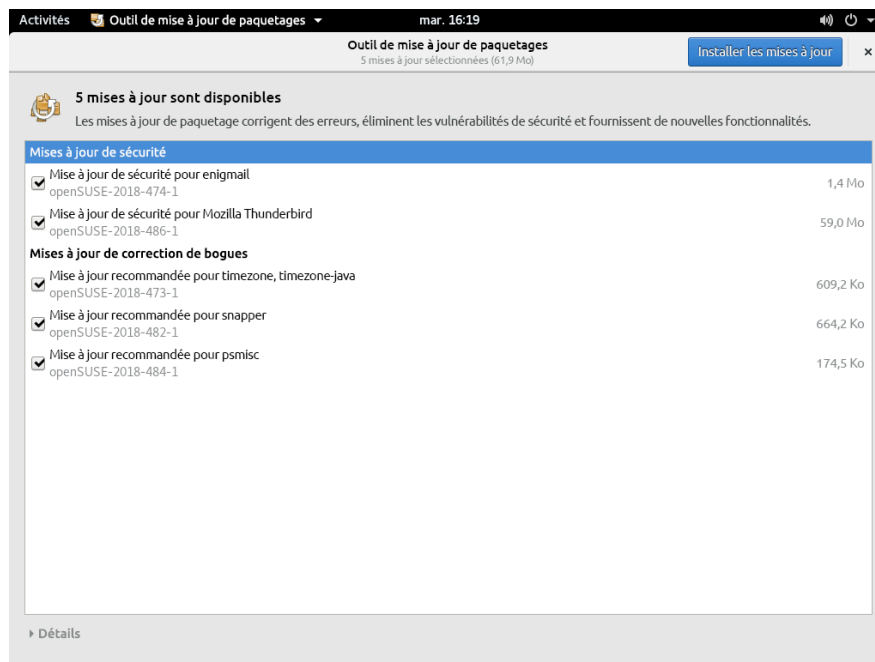 Activités Outil de mise à jour de paquetages mar. 16:19
Outil de mise à jour de paquetages
5 mises à jour sélectionnées (61,9 Mo)
Installer les mises à jour
5 mises à jour sont disponibles
Les mises à jour de paquetage corrigent des erreurs, éliminent les vulnérabilités de sécurité et fournissent de nouvelles fonctionnalités.
Mises à jour de sécurité
Mise à jour de sécurité pour enigmail
openSUSE-2018-474-1
1,4 Mo
Mise à jour de sécurité pour Mozilla Thunderbird
openSUSE-2018-486-1
59,0 Mo
Mises à jour de correction de bogues
Mise à jour recommandée pour timezone, timezone-java
openSUSE-2018-473-1
609,2 Ko
Mise à jour recommandée pour snapper
openSUSE-2018-482-1
664,2 Ko
Mise à jour recommandée pour psmisc
openSUSE-2018-484-1
174,5 Ko
Détails